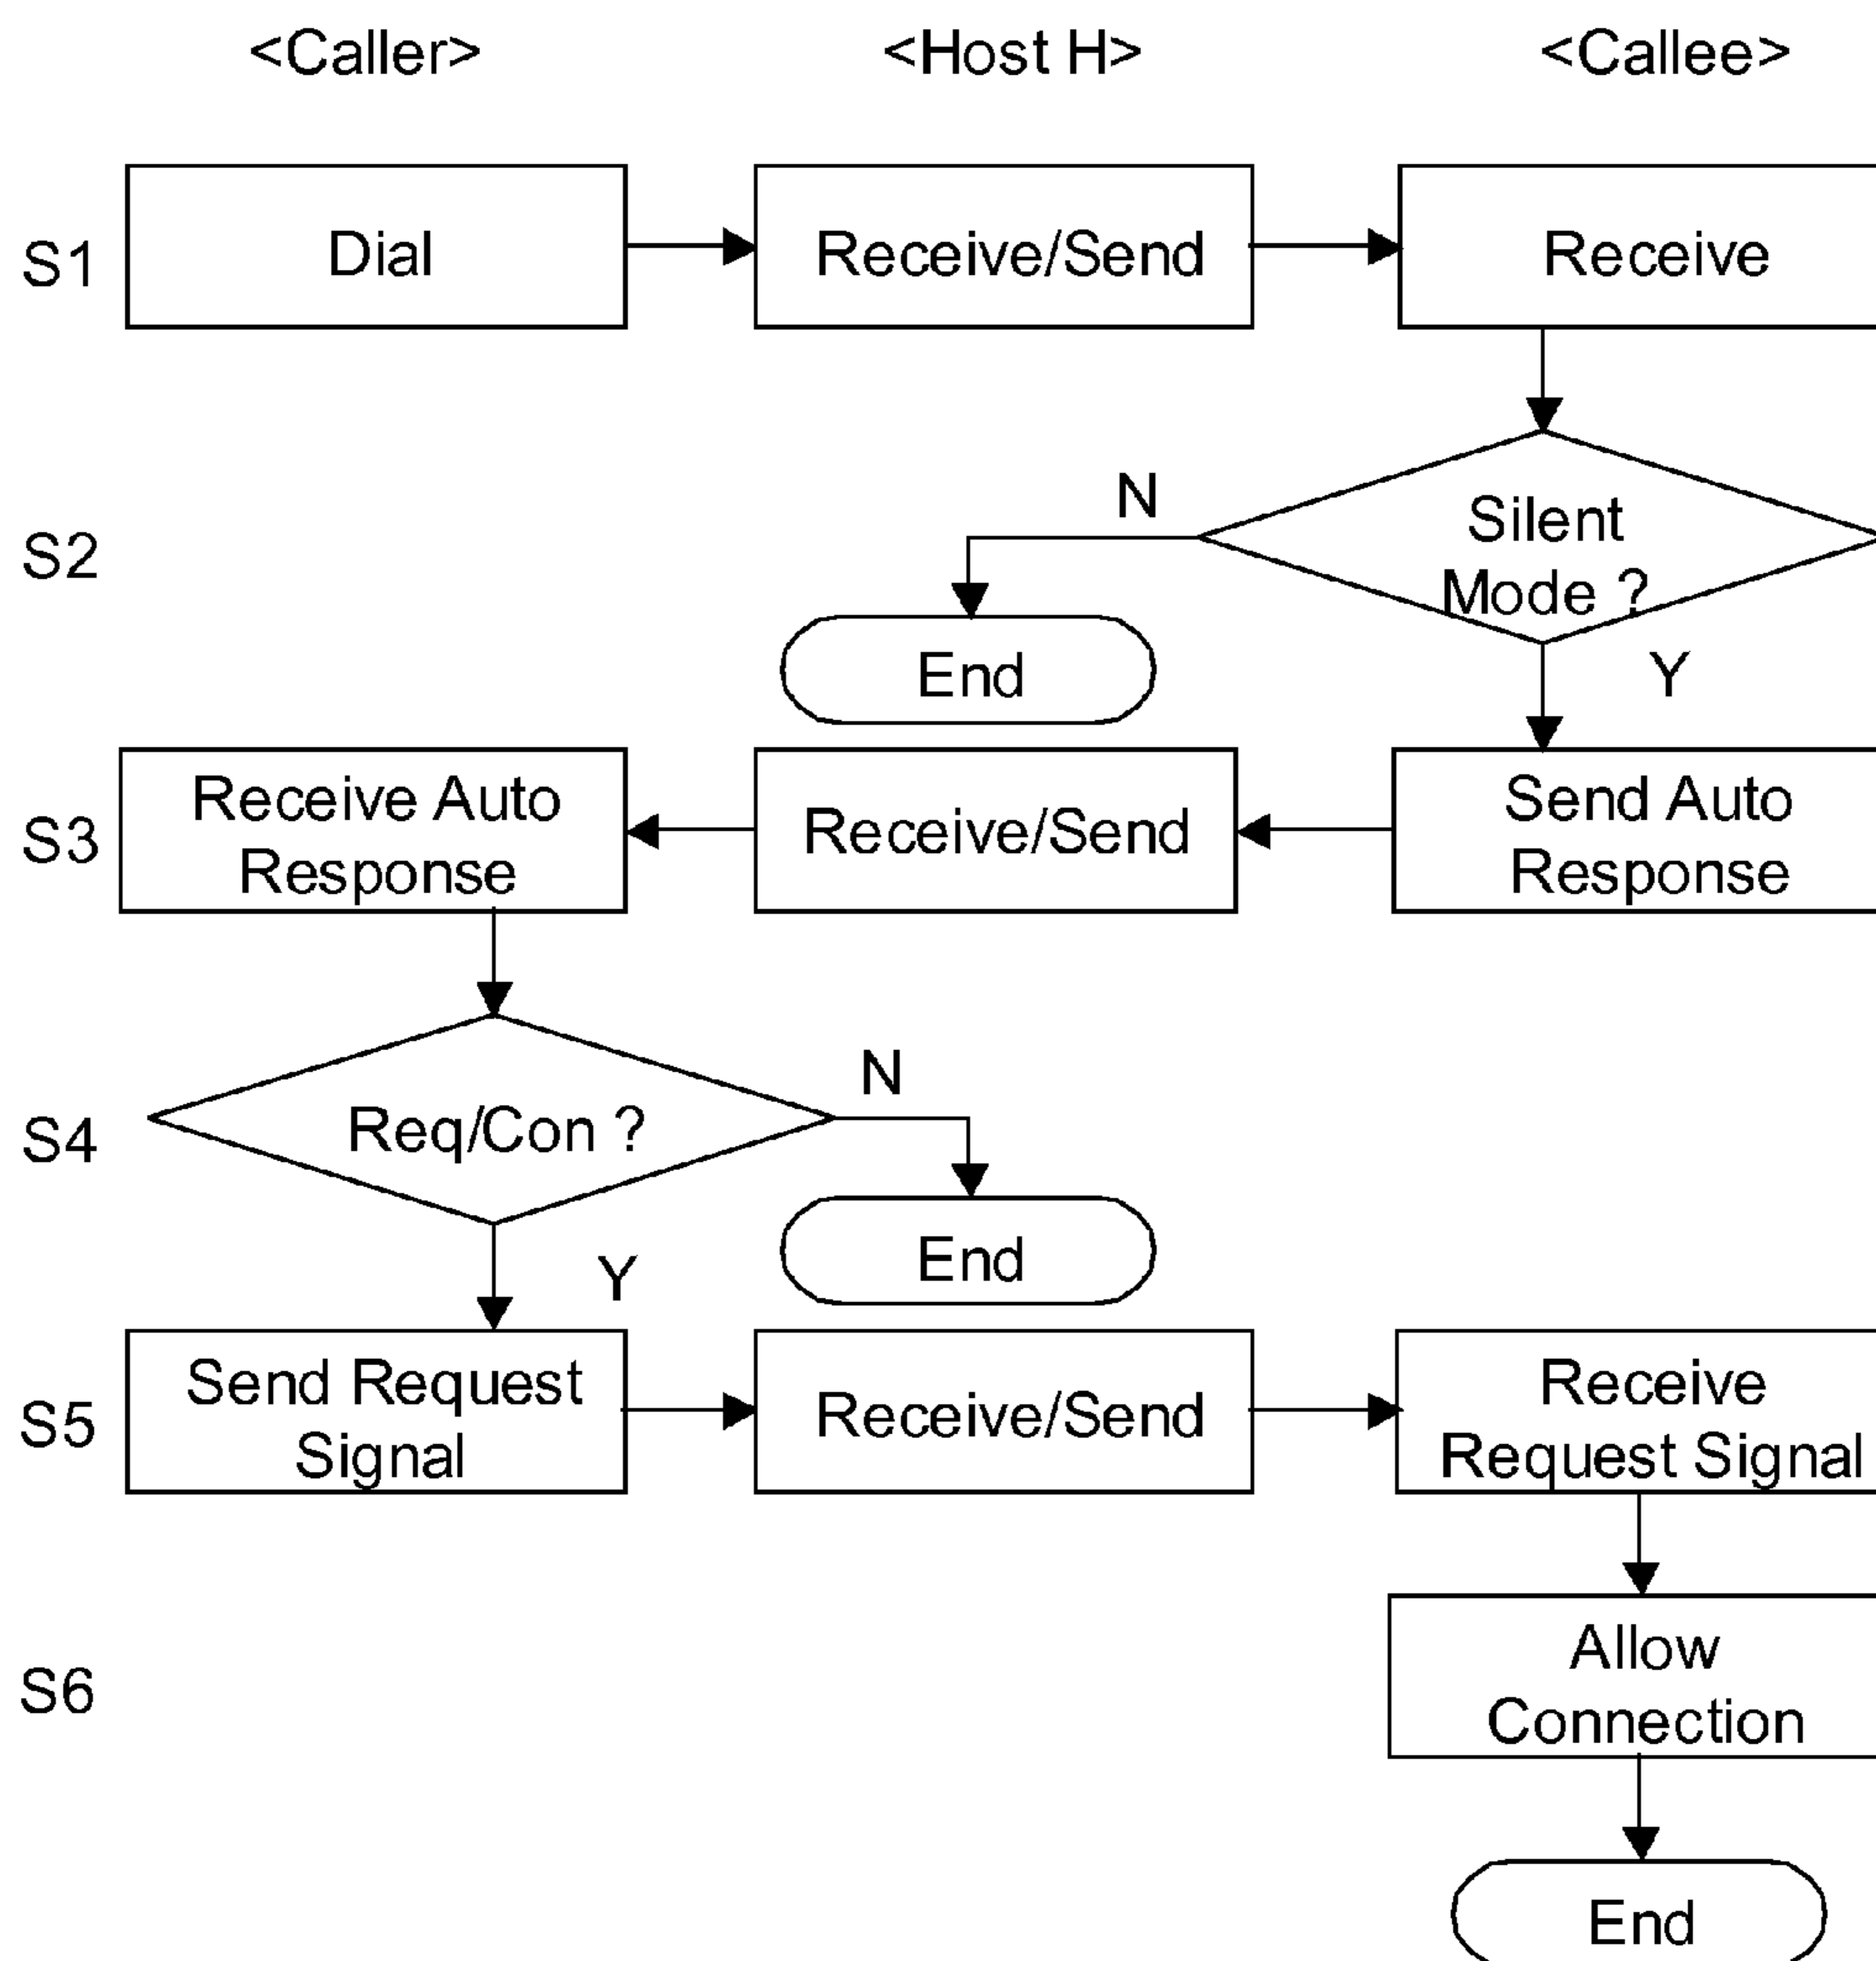 <Caller> <Host H> <Callee>
S1 Dial Receive/Send Receive
N
Silent
Mode ?
S2
End
Y
S3
Receive Auto
Response
Receive/Send
Send Auto
Response
N
S4 Req/Con ?
End
Y
S5
Send Request
Signal
Receive/Send
Receive
Request Signal
S6
Allow
Connection
End